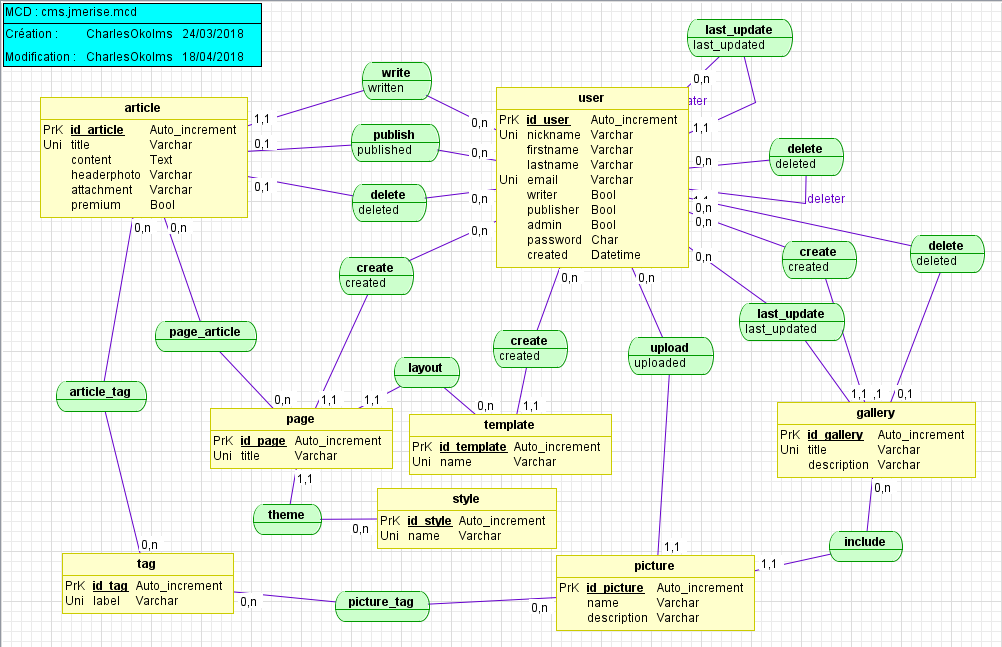 MCD : cms.jmerise.mcd
Création : CharlesOkolms 24/03/2018
Modification : CharlesOkolms 18/04/2018
last_update
last_updated
0,n
1,1
write
written
1,1
0,n
publish
published
0,1
0,n
delete
deleted
0,1
0,n
article
PrK id_article Auto_increment
Uni title Varchar
content Text
headerphoto Varchar
attachment Varchar
premium Bool
user
PrK id_user Auto_increment
Uni nickname Varchar
firstname Varchar
lastname Varchar
Uni email Varchar
writer Bool
publisher Bool
admin Bool
password Char
created Datetime
delete
deleted
0,n
deleter
0,n
0,n
0,n
delete
deleted
create
created
last_update
last_updated
0,n
0,n
0,n
create
created
0,n
0,n
page_article
create
created
upload
uploaded
layout
article_tag
0,n
1,1
1,1
0,n
1,1
1,1
,1
0,1
page
PrK id_page Auto_increment
Uni title Varchar
template
PrK id_template Auto_increment
Uni name Varchar
gallery
PrK id_gallery Auto_increment
Uni title Varchar
description Varchar
1,1
0,n
theme
0,n
style
PrK id_style Auto_increment
Uni name Varchar
include
0,n
1,1
1,1
tag
PrK id_tag Auto_increment
Uni label Varchar
0,n
picture_tag
0,n
picture
PrK id_picture Auto_increment
name Varchar
description Varchar